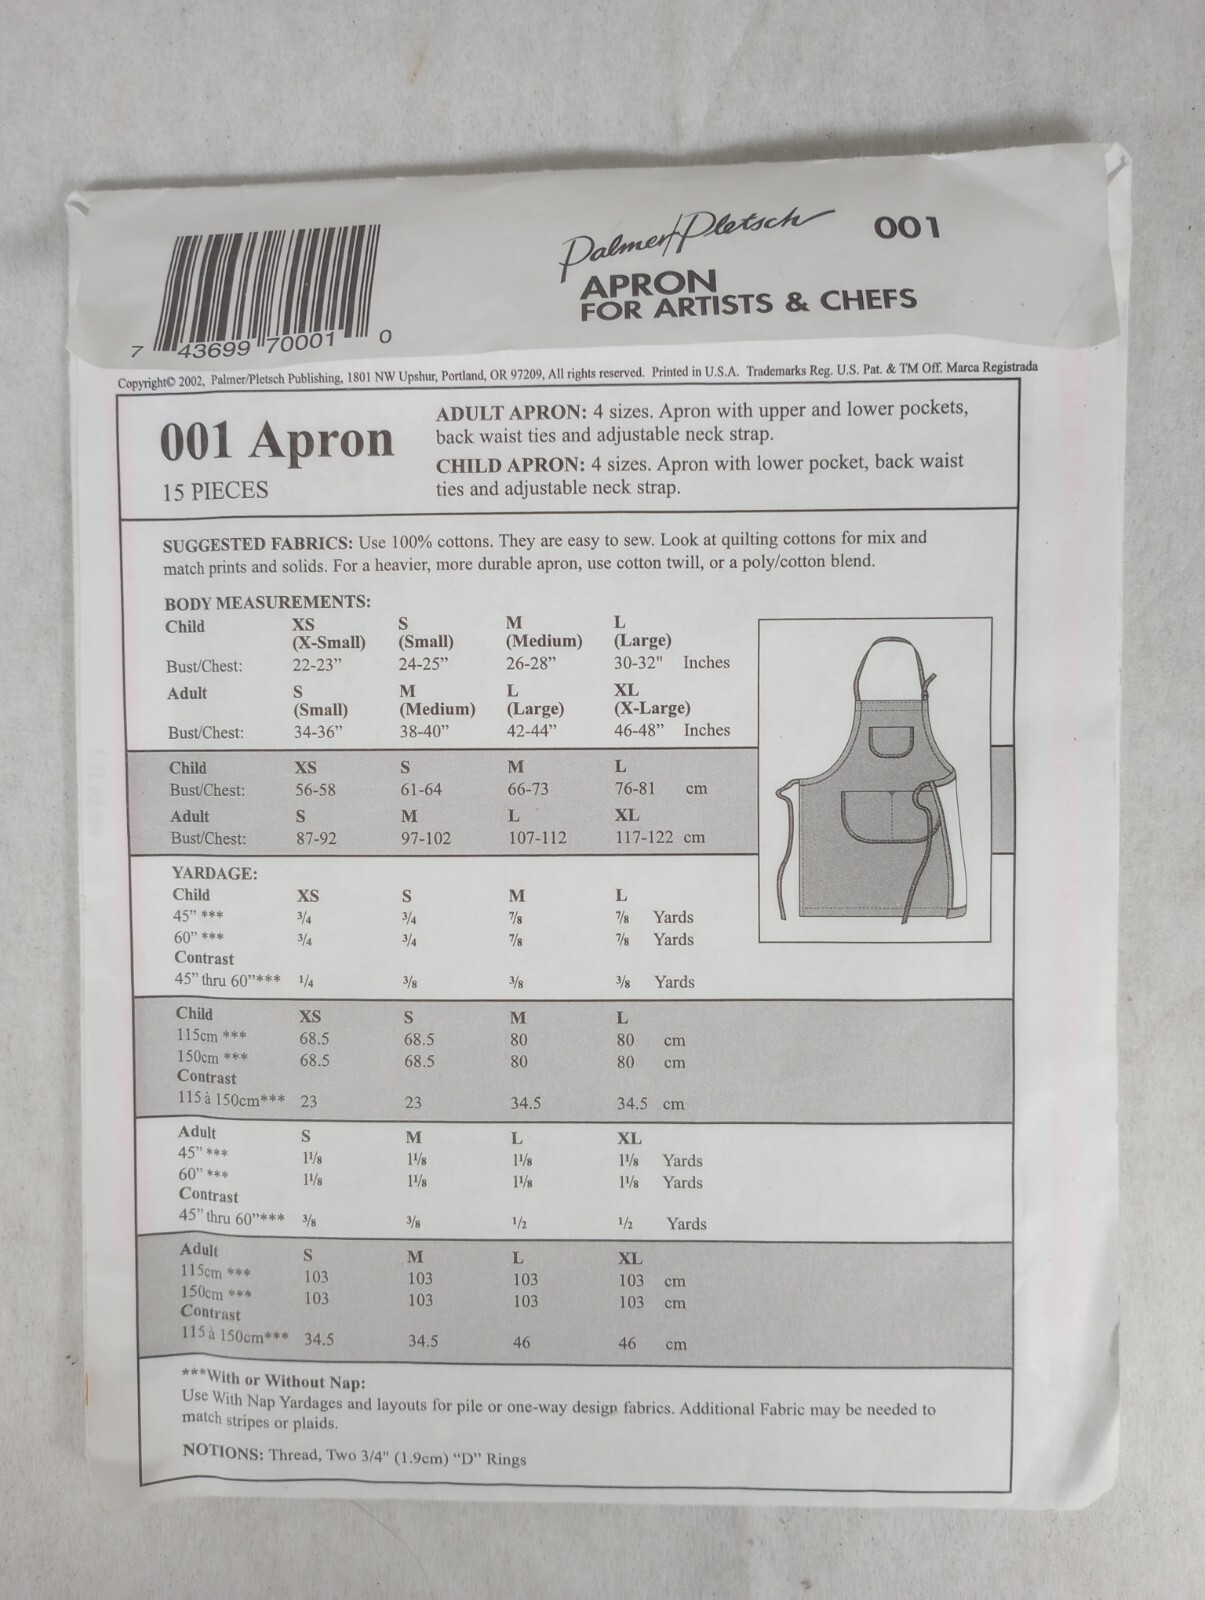 Palmer/Pletsch 001
APRON
FOR ARTISTS & CHEFS
7 43699 70001 0
Copyright© 2002, Palmer/Pletsch Publishing, 1801 NW Upshur, Portland, OR 97209, All rights reserved. Printed in U.S.A. Trademarks Reg. U.S. Pat. & TM Off. Marca Registrada
001 Apron
15 PIECES
ADULT APRON: 4 sizes. Apron with upper and lower pockets,
back waist ties and adjustable neck strap.
CHILD APRON: 4 sizes. Apron with lower pocket, back waist
ties and adjustable neck strap.
SUGGESTED FABRICS: Use 100% cottons. They are easy to sew. Look at quilting cottons for mix and
match prints and solids. For a heavier, more durable apron, use cotton twill, or a poly/cotton blend.
BODY MEASUREMENTS:
Child XS S M L
(X-Small) (Small) (Medium) (Large)
Bust/Chest: 22-23” 24-25” 26-28” 30-32" Inches
Adult S M L XL
(Small) (Medium) (Large) (X-Large)
Bust/Chest: 34-36” 38-40” 42-44” 46-48” Inches
Child XS S M L
Bust/Chest: 56-58 61-64 66-73 76-81 cm
Adult S M L XL
Bust/Chest: 87-92 97-102 107-112 117-122 cm
YARDAGE:
Child XS S M L
45” *** 3/4 3/4 7/8 7/8 Yards
60” *** 3/4 3/4 7/8 7/8 Yards
Contrast
45” thru 60”*** 1/4 3/8 3/8 3/8 Yards
Child XS S M L
115cm *** 68.5 68.5 80 80 cm
150cm *** 68.5 68.5 80 80 cm
Contrast
115 à 150cm*** 23 23 34.5 34.5 cm
Adult S M L XL
45” *** 11/8 11/8 11/8 11/8 Yards
60” *** 11/8 11/8 11/8 11/8 Yards
Contrast
45” thru 60”*** 3/8 3/8 1/2 1/2 Yards
Adult S M L XL
115cm *** 103 103 103 103 cm
150cm *** 103 103 103 103 cm
Contrast
115 à 150cm*** 34.5 34.5 46 46 cm
***With or Without Nap:
Use With Nap Yardages and layouts for pile or one-way design fabrics. Additional Fabric may be needed to
match stripes or plaids.
NOTIONS: Thread, Two 3/4" (1.9cm) “D” Rings